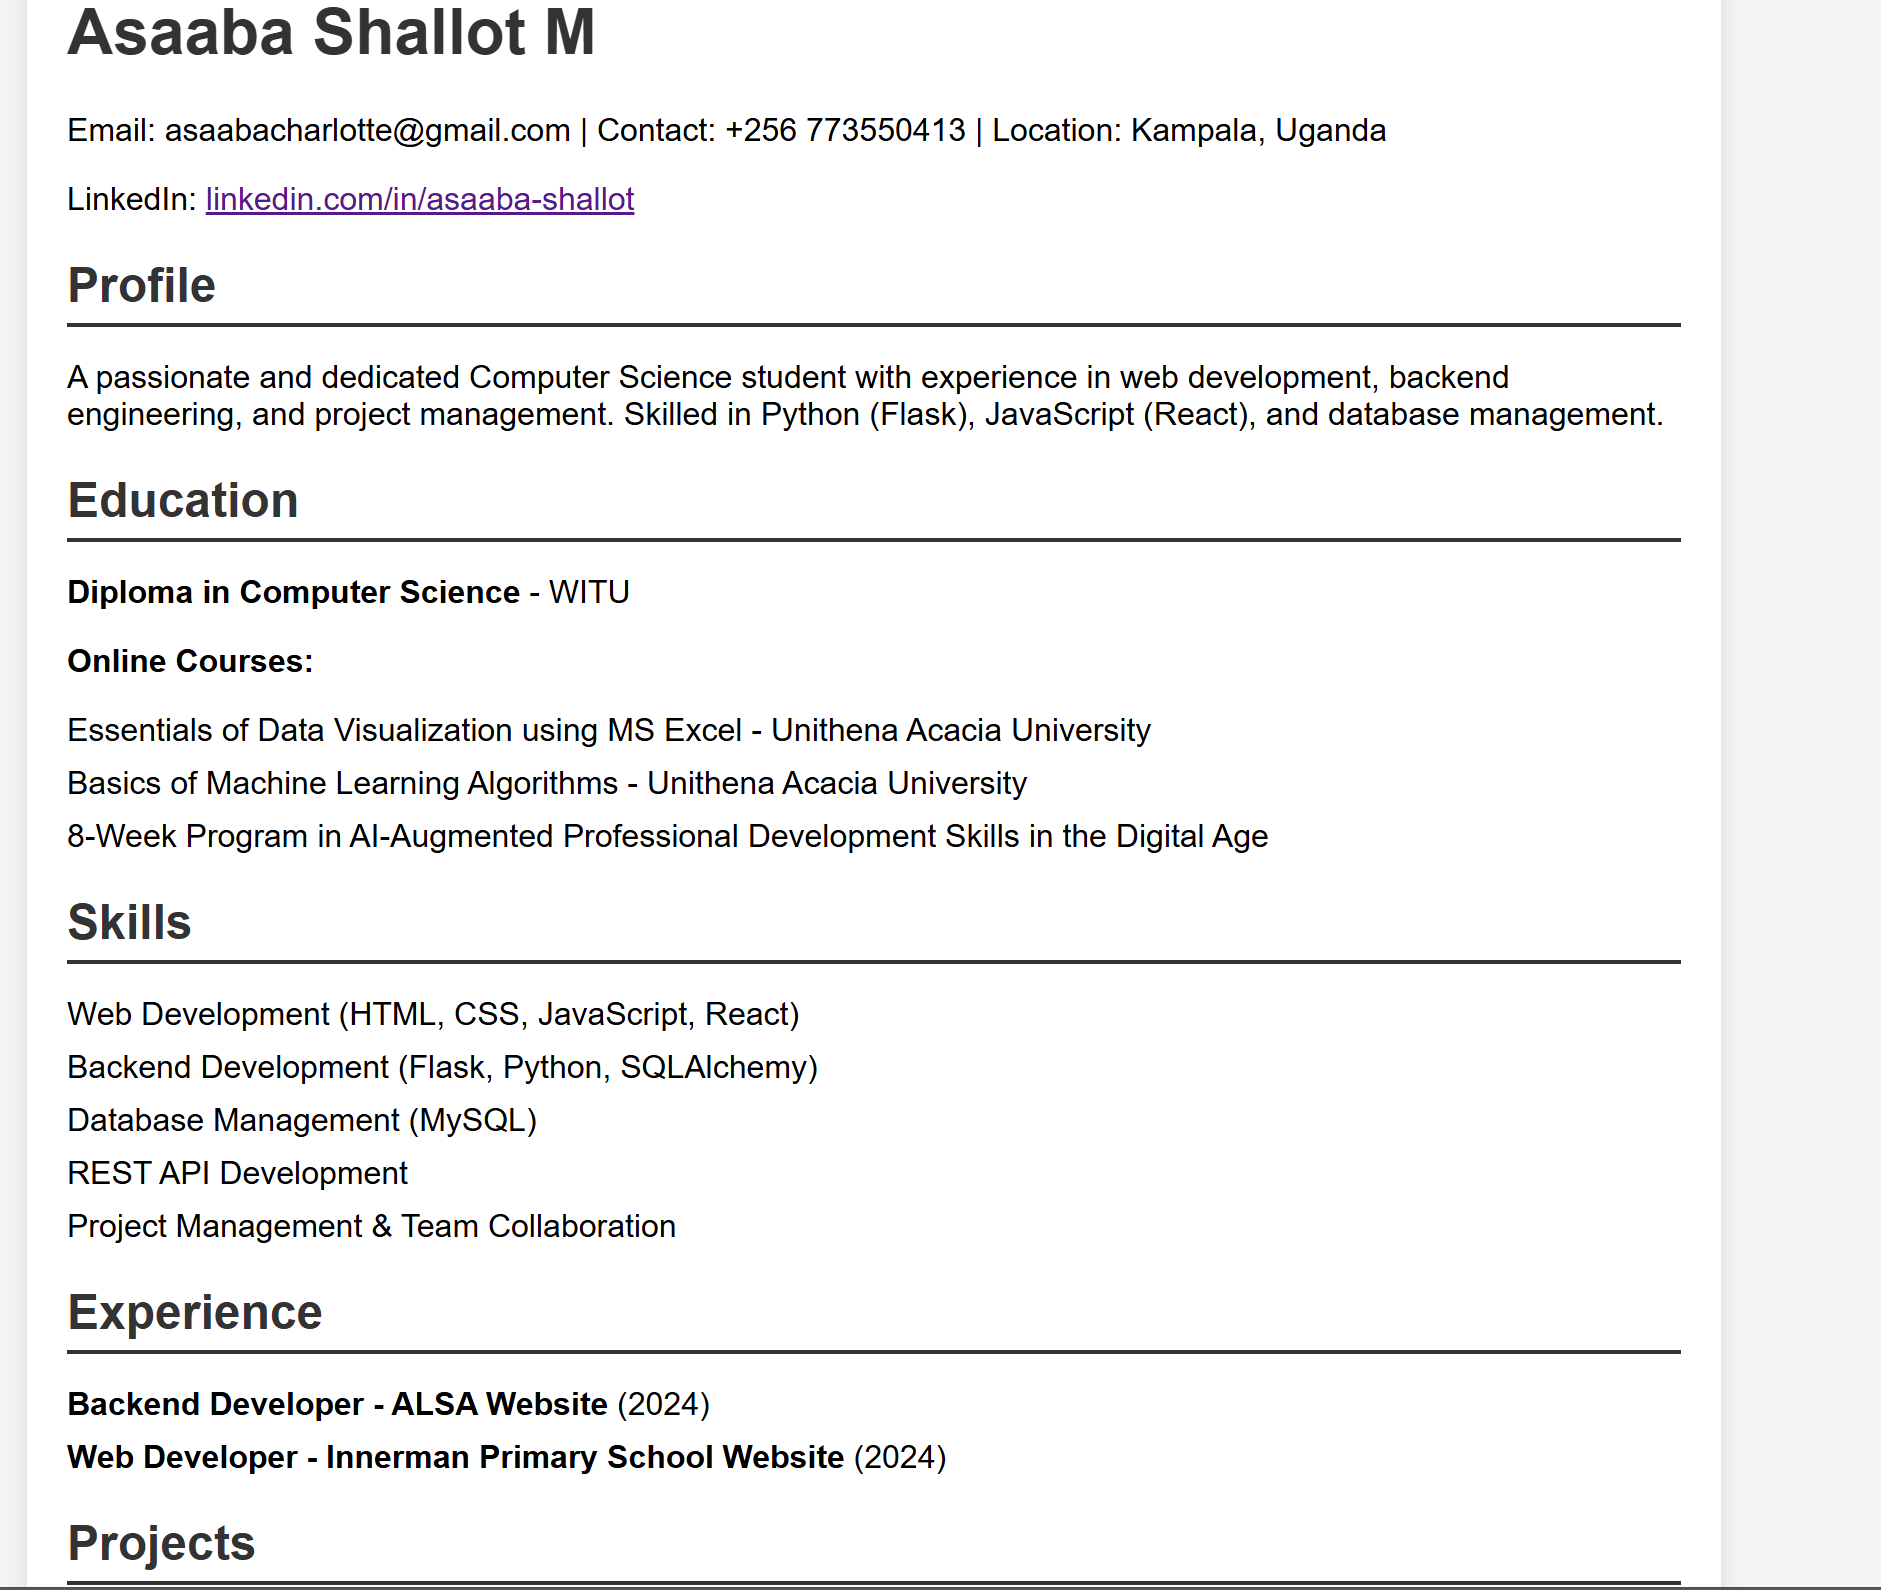 Asaaba Shallot M
Email: asaabacharlotte@gmail.com | Contact: +256 773550413 | Location: Kampala, Uganda
LinkedIn: linkedin.com/in/asaaba-shallot
Profile
A passionate and dedicated Computer Science student with experience in web development, backend
engineering, and project management. Skilled in Python (Flask), JavaScript (React), and database management.
Education
Diploma in Computer Science - WITU
Online Courses:
Essentials of Data Visualization using MS Excel - Unithena Acacia University
Basics of Machine Learning Algorithms - Unithena Acacia University
8-Week Program in AI-Augmented Professional Development Skills in the Digital Age
Skills
Web Development (HTML, CSS, JavaScript, React)
Backend Development (Flask, Python, SQLAlchemy)
Database Management (MySQL)
REST API Development
Project Management & Team Collaboration
Experience
Backend Developer - ALSA Website (2024)
Web Developer - Innerman Primary School Website (2024)
Projects